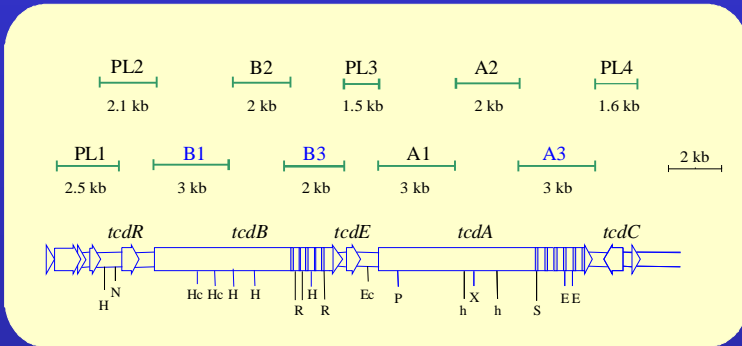 PL2 B2 PL3 A2 PL4
2.1 kb 2 kb 1.5 kb 2 kb 1.6 kb
PL1 B1 B3 A1 A3 2 kb
2.5 kb 3 kb 2 kb 3 kb 3 kb
tcdR tcdB tcdE tcdA tcdC
H N Hc Hc H H R H R Ec P h X h S E E